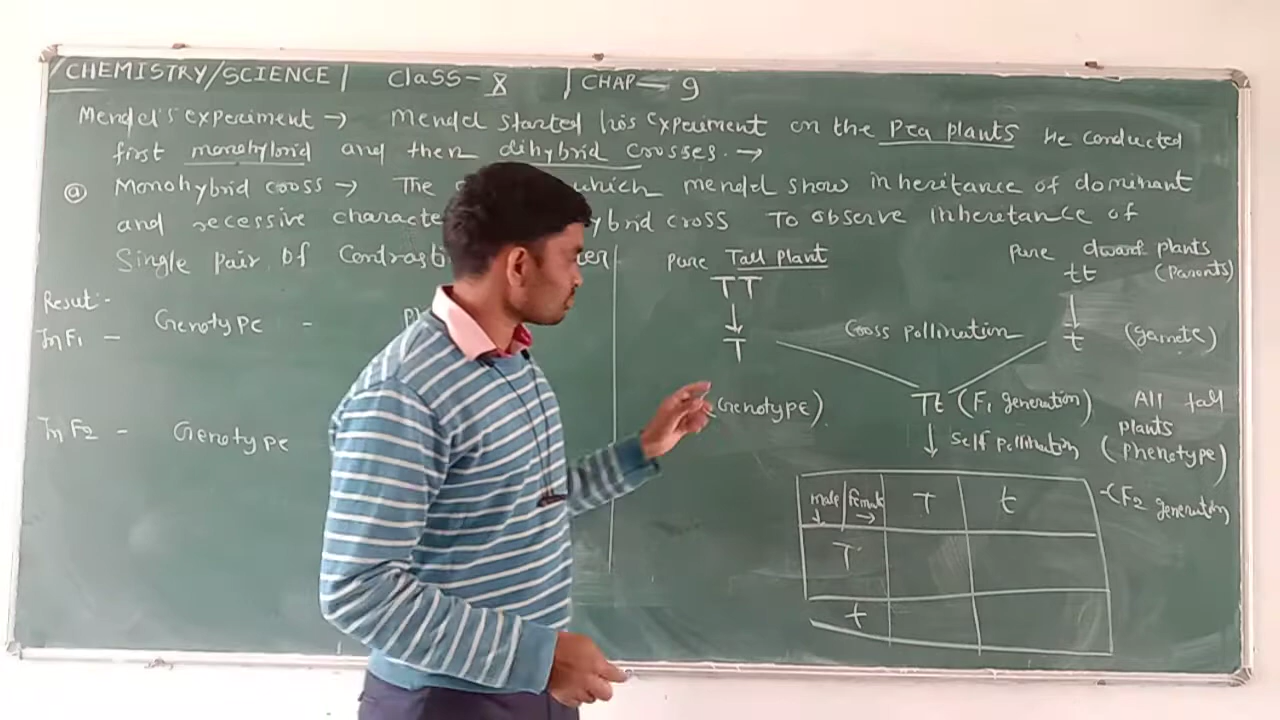 CHEMISTRY/SCIENCE | Class-X | CHAP- 9
Mendel's experiment → Mendel started his experiment on the Pea plants He conducted
first monohybrid and then dihybrid crosses. →
a Monohybrid cross → The which mendel show inheritance of dominant
and recessive characte ybrid cross To observe inheritance of
Single pair of Contrasti er
Pure Tall plant
Pure dwarf plants
TT
tt (Parents)
T
Cross pollination
t (gamete)
Result:-
In F1 - Genotype -
(Genotype).
Tt (F1 generation) All tall
plants
(Phenotype)
Self pollination
In F2 - Genotype
male/female T t
-(F2 generation
T
t